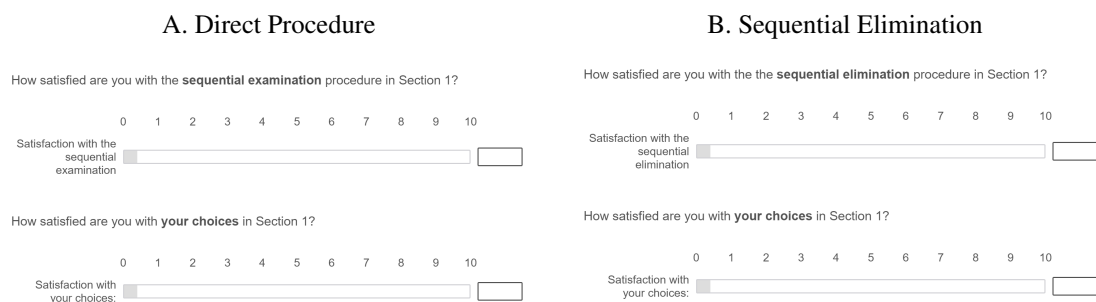 A. Direct Procedure
How satisfied are you with the sequential examination procedure in Section 1?
0 1 2 3 4 5 6 7 8 9 10
Satisfaction with the
sequential
examination
How satisfied are you with your choices in Section 1?
0 1 2 3 4 5 6 7 8 9 10
Satisfaction with
your choices:
B. Sequential Elimination
How satisfied are you with the the sequential elimination procedure in Section 1?
0 1 2 3 4 5 6 7 8 9 10
Satisfaction with the
sequential
elimination
How satisfied are you with your choices in Section 1?
0 1 2 3 4 5 6 7 8 9 10
Satisfaction with
your choices: